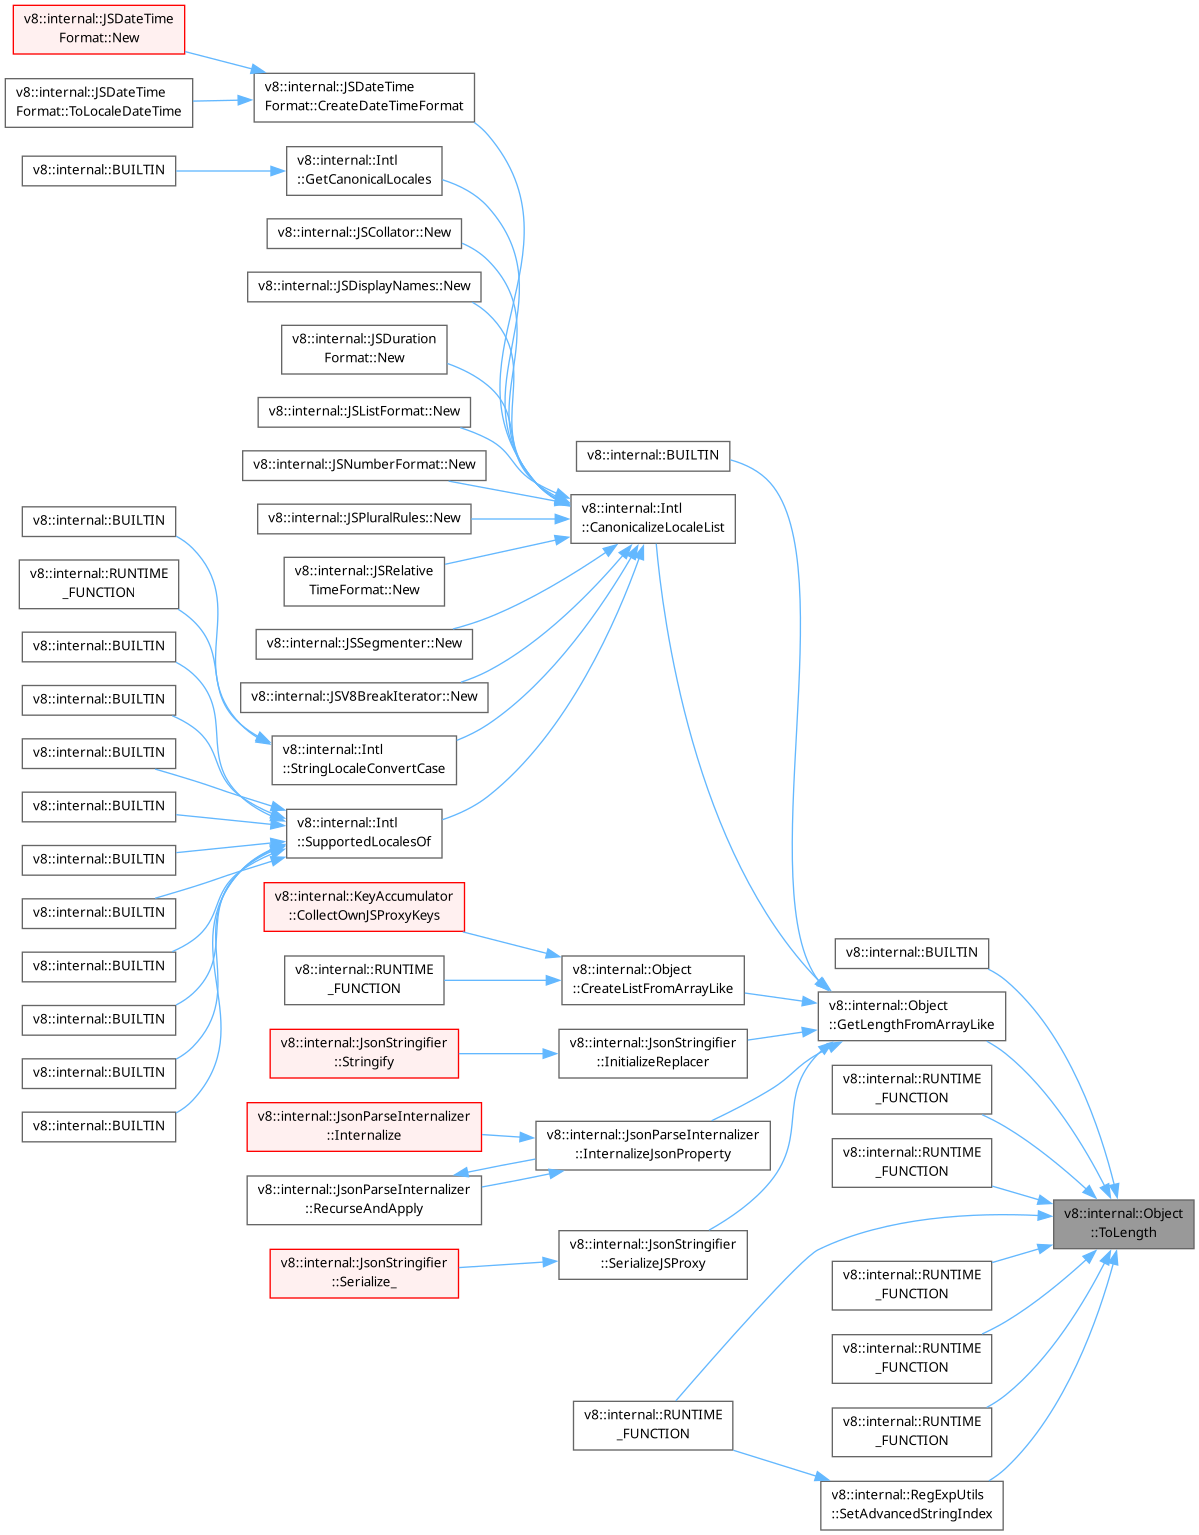 v8::internal::JSDateTime
Format::New
v8::internal::JSDateTime
Format::ToLocaleDateTime
v8::internal::JSDateTime
Format::CreateDateTimeFormat
v8::internal::BUILTIN
v8::internal::Intl
::GetCanonicalLocales
v8::internal::JSCollator::New
v8::internal::JSDisplayNames::New
v8::internal::JSDuration
Format::New
v8::internal::JSListFormat::New
v8::internal::JSNumberFormat::New
v8::internal::JSPluralRules::New
v8::internal::JSRelative
TimeFormat::New
v8::internal::JSSegmenter::New
v8::internal::JSV8BreakIterator::New
v8::internal::Intl
::StringLocaleConvertCase
v8::internal::Intl
::SupportedLocalesOf
v8::internal::BUILTIN
v8::internal::RUNTIME
_FUNCTION
v8::internal::BUILTIN
v8::internal::BUILTIN
v8::internal::BUILTIN
v8::internal::BUILTIN
v8::internal::BUILTIN
v8::internal::BUILTIN
v8::internal::BUILTIN
v8::internal::BUILTIN
v8::internal::BUILTIN
v8::internal::BUILTIN
v8::internal::BUILTIN
v8::internal::Intl
::CanonicalizeLocaleList
v8::internal::KeyAccumulator
::CollectOwnJSProxyKeys
v8::internal::RUNTIME
_FUNCTION
v8::internal::Object
::CreateListFromArrayLike
v8::internal::JsonStringifier
::Stringify
v8::internal::JsonStringifier
::InitializeReplacer
v8::internal::JsonParseInternalizer
::Internalize
v8::internal::JsonParseInternalizer
::RecurseAndApply
v8::internal::JsonParseInternalizer
::InternalizeJsonProperty
v8::internal::JsonStringifier
::Serialize_
v8::internal::JsonStringifier
::SerializeJSProxy
v8::internal::BUILTIN
v8::internal::Object
::GetLengthFromArrayLike
v8::internal::RUNTIME
_FUNCTION
v8::internal::RUNTIME
_FUNCTION
v8::internal::Object
::ToLength
v8::internal::RUNTIME
_FUNCTION
v8::internal::RUNTIME
_FUNCTION
v8::internal::RUNTIME
_FUNCTION
v8::internal::RUNTIME
_FUNCTION
v8::internal::RegExpUtils
::SetAdvancedStringIndex